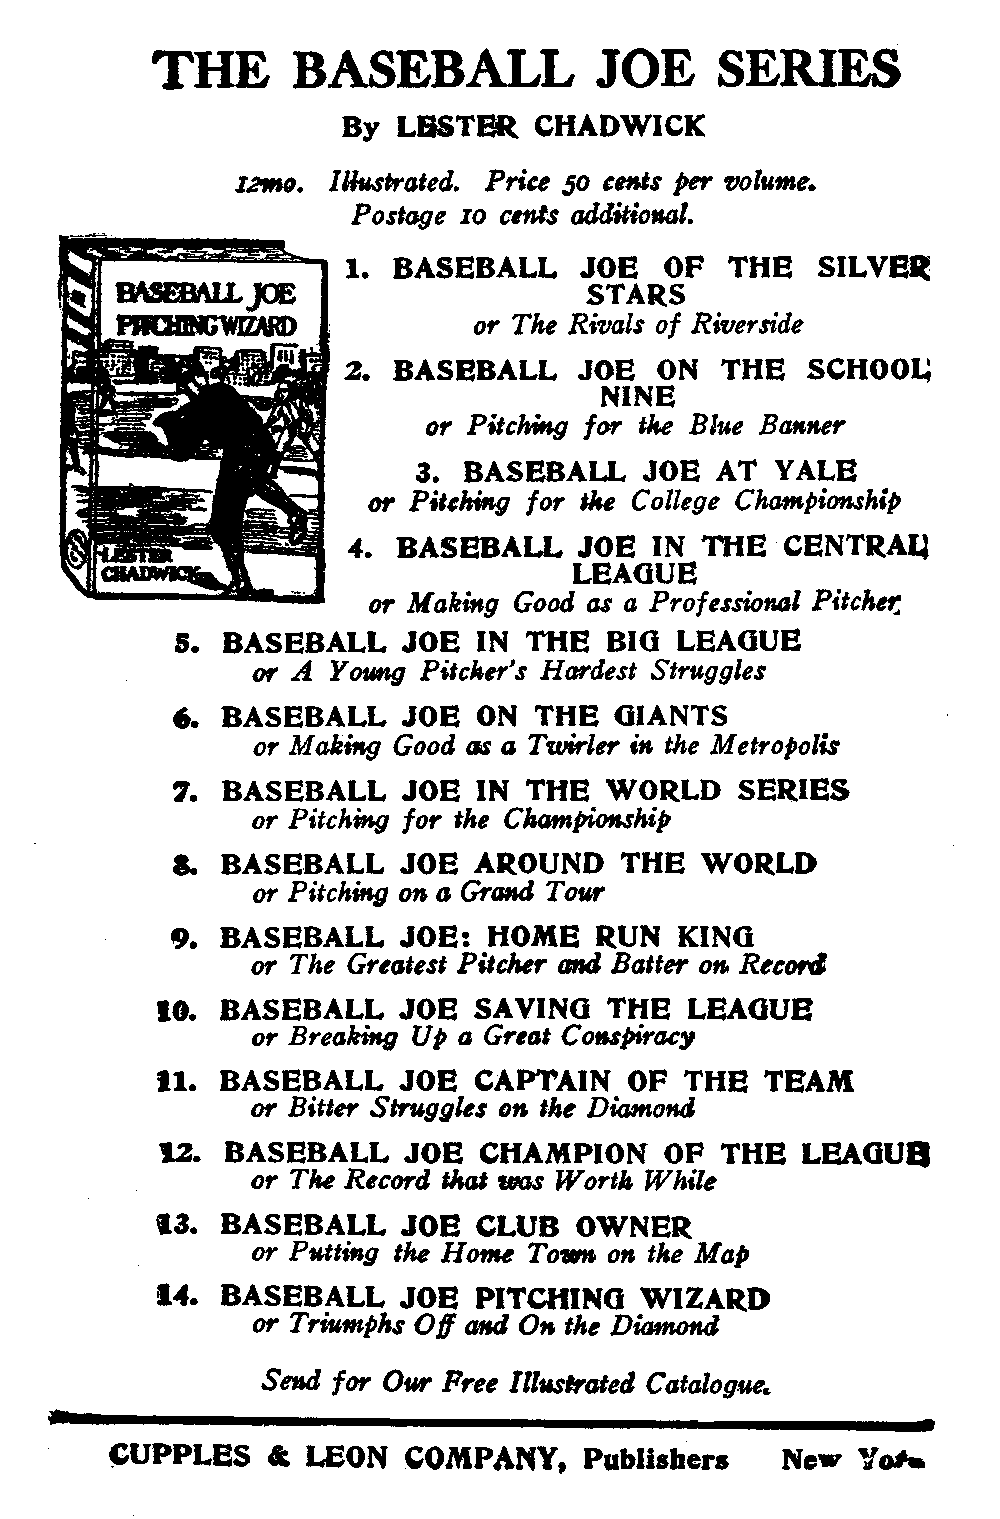 THE BASEBALL JOE SERIES
By LESTER CHADWICK
12mo. Illustrated. Price 50 cents per volume.
Postage 10 cents additional.
BASEBALL JOE
PITCHING WIZARD
LESTER
CHADWICK
1. BASEBALL JOE OF THE SILVER
STARS
or The Rivals of Riverside
2. BASEBALL JOE ON THE SCHOOL
NINE
or Pitching for the Blue Banner
3. BASEBALL JOE AT YALE
or Pitching for the College Championship
4. BASEBALL JOE IN THE CENTRAL
LEAGUE
or Making Good as a Professional Pitcher
5. BASEBALL JOE IN THE BIG LEAGUE
or A Young Pitcher's Hardest Struggles
6. BASEBALL JOE ON THE GIANTS
or Making Good as a Twirler in the Metropolis
7. BASEBALL JOE IN THE WORLD SERIES
or Pitching for the Championship
8. BASEBALL JOE AROUND THE WORLD
or Pitching on a Grand Tour
9. BASEBALL JOE: HOME RUN KING
or The Greatest Pitcher and Batter on Record
10. BASEBALL JOE SAVING THE LEAGUE
or Breaking Up a Great Conspiracy
11. BASEBALL JOE CAPTAIN OF THE TEAM
or Bitter Struggles on the Diamond
12. BASEBALL JOE CHAMPION OF THE LEAGUE
or The Record that was Worth While
13. BASEBALL JOE CLUB OWNER
or Putting the Home Town on the Map
14. BASEBALL JOE PITCHING WIZARD
or Triumphs Off and On the Diamond
Send for Our Free Illustrated Catalogue.
CUPPLES & LEON COMPANY, Publishers New York